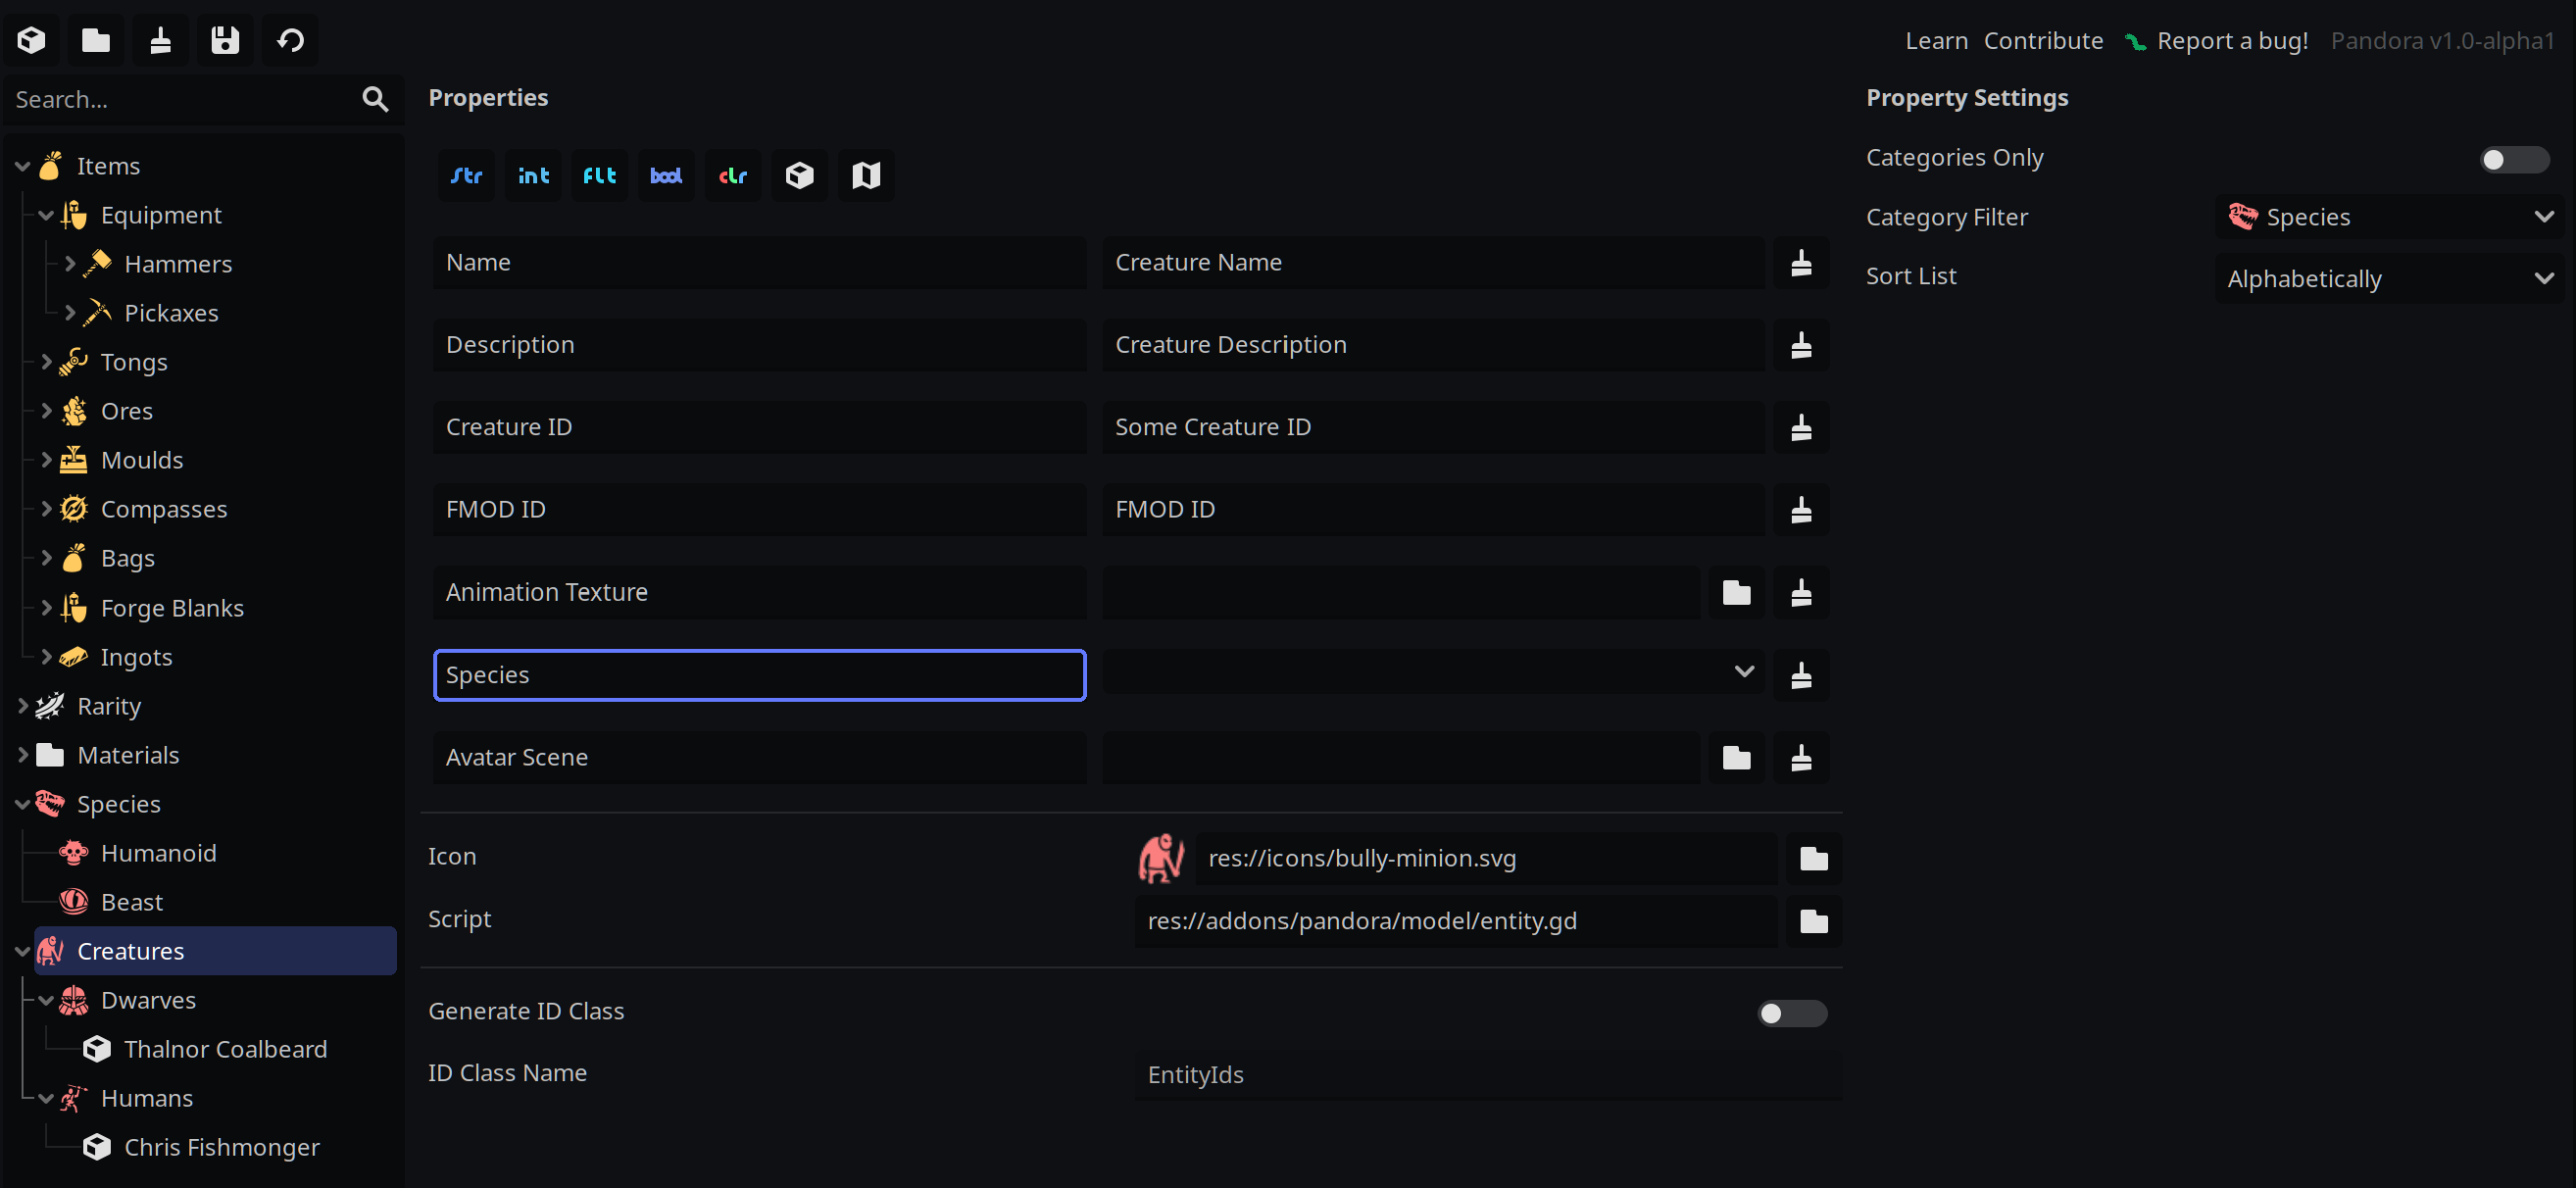 Learn Contribute Report a bug! Pandora v1.0-alpha1
Search...
Items
Equipment
Hammers
Pickaxes
Tongs
Ores
Moulds
Compasses
Bags
Forge Blanks
Ingots
Rarity
Materials
Species
Humanoid
Beast
Creatures
Dwarves
Thalnor Coalbeard
Humans
Chris Fishmonger
Properties
str int flt bool clr
Name Creature Name
Description Creature Description
Creature ID Some Creature ID
FMOD ID FMOD ID
Animation Texture
Species
Avatar Scene
Icon res://icons/bully-minion.svg
Script res://addons/pandora/model/entity.gd
Generate ID Class
ID Class Name EntityIds
Property Settings
Categories Only
Category Filter Species
Sort List Alphabetically